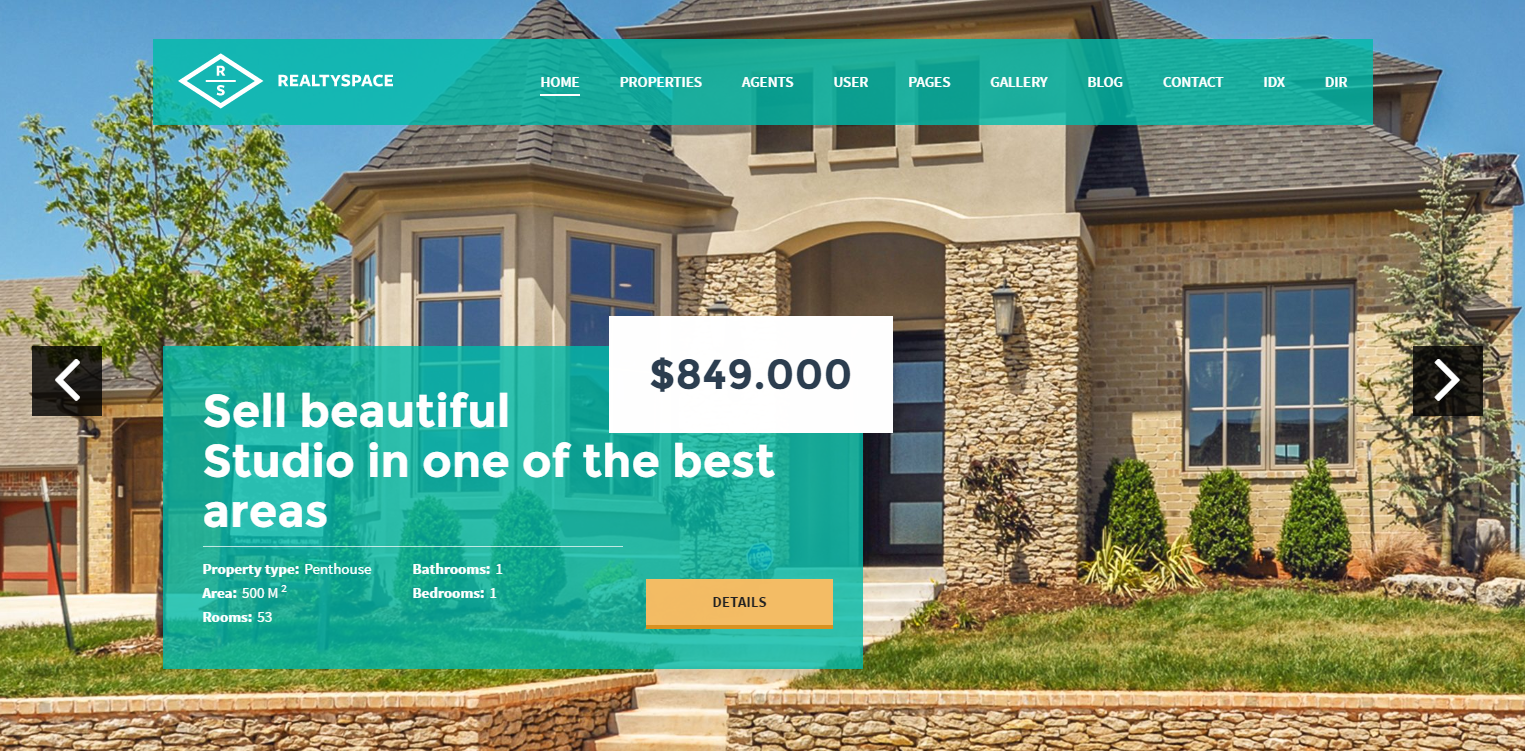 R
S
REALTYSPACE
HOME PROPERTIES AGENTS USER PAGES GALLERY BLOG CONTACT IDX DIR
$849.000
Sell beautiful
Studio in one of the best
areas
Property type: Penthouse Bathrooms: 1
Area: 500 M ² Bedrooms: 1
Rooms: 53
DETAILS